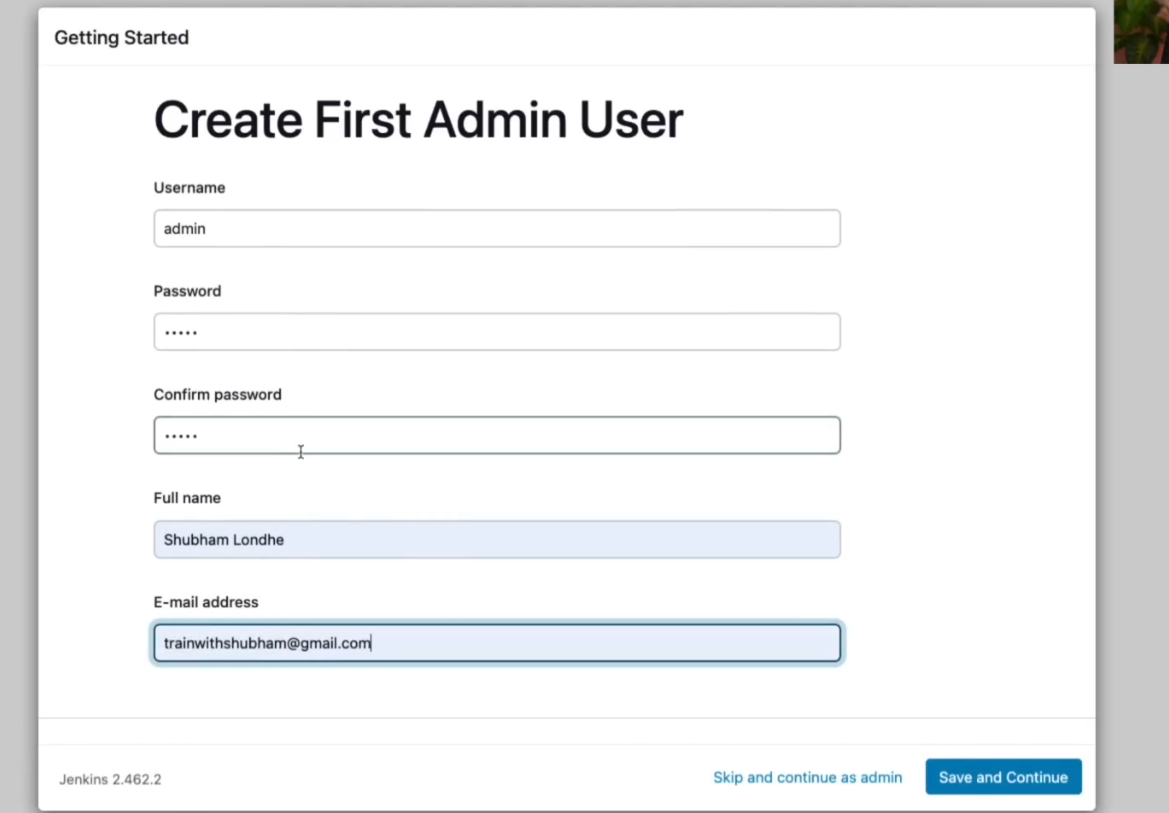 Getting Started
Create First Admin User
Username
admin
Password
•••••
Confirm password
•••••
Full name
Shubham Londhe
E-mail address
trainwithshubham@gmail.com
Jenkins 2.462.2
Skip and continue as admin
Save and Continue